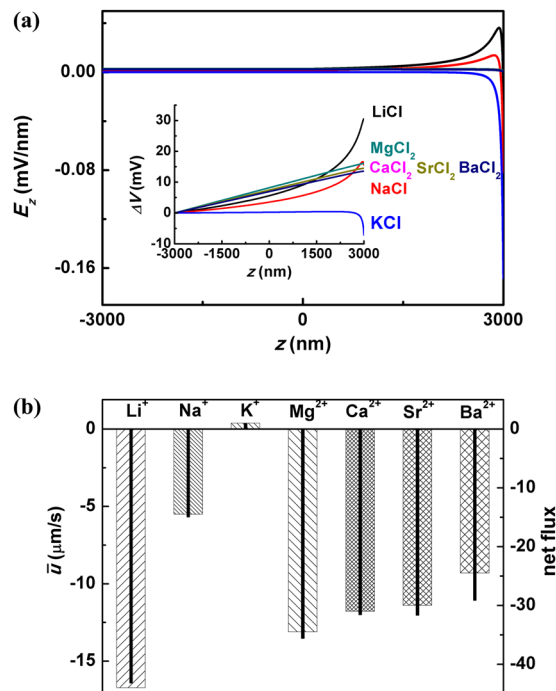 (a)
0.00
-0.08
-0.16
E_z (mV/nm)
40
30
20
10
0
-10
ΔV (mV)
-3000 -1500 0 1500 3000
z (nm)
LiCl
MgCl₂
CaCl₂ SrCl₂ BaCl₂
NaCl
KCl
-3000 0 3000
z (nm)
(b)
Li⁺ Na⁺ K⁺ Mg²⁺ Ca²⁺ Sr²⁺ Ba²⁺
0
-5
-10
-15
ū (μm/s)
0
-10
-20
-30
-40
net flux